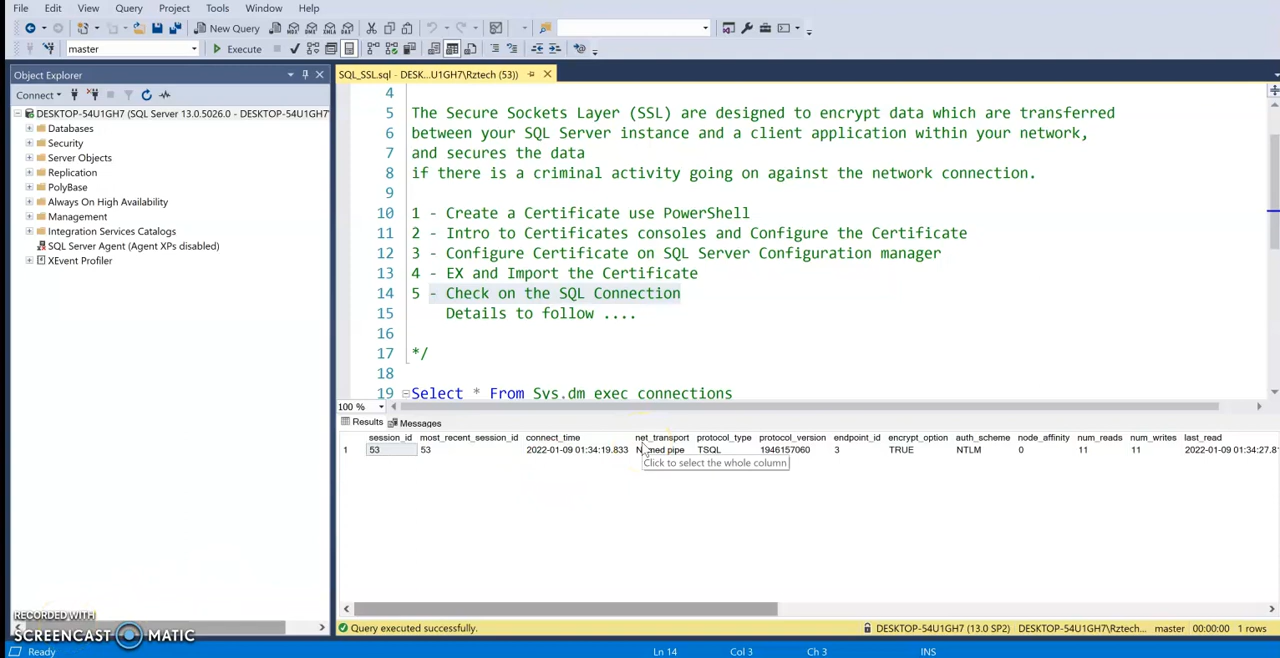 File Edit View Query Project Tools Window Help
New Query
master Execute
Object Explorer
Connect
DESKTOP-54U1GH7 (SQL Server 13.0.5026.0 - DESKTOP-54U1GH7
Databases
Security
Server Objects
Replication
PolyBase
Always On High Availability
Management
Integration Services Catalogs
SQL Server Agent (Agent XPs disabled)
XEvent Profiler
SQL_SSL.sql - DESK...U1GH7\Rztech (53))
4
5 The Secure Sockets Layer (SSL) are designed to encrypt data which are transferred
6 between your SQL Server instance and a client application within your network,
7 and secures the data
8 if there is a criminal activity going on against the network connection.
9
10 1 - Create a Certificate use PowerShell
11 2 - Intro to Certificates consoles and Configure the Certificate
12 3 - Configure Certificate on SQL Server Configuration manager
13 4 - EX and Import the Certificate
14 5 - Check on the SQL Connection
15 Details to follow ....
16
17 */
18
19 Select * From Sys.dm_exec_connections
100 %
Results Messages
session_id most_recent_session_id connect_time net_transport protocol_type protocol_version endpoint_id encrypt_option auth_scheme node_affinity num_reads num_writes last_read
1 53 53 2022-01-09 01:34:19.833 Named pipe TSQL 1946157060 3 TRUE NTLM 0 11 11 2022-01-09 01:34:27.8
Click to select the whole column
RECORDED WITH
SCREENCAST MATIC
Query executed successfully. DESKTOP-54U1GH7 (13.0 SP2) DESKTOP-54U1GH7\Rztech... master 00:00:00 1 rows
Ready Ln 14 Col 3 Ch 3 INS